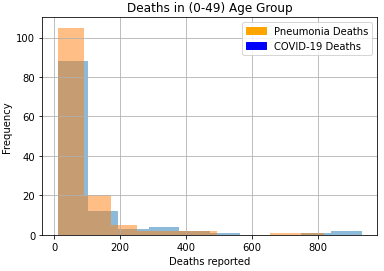 Deaths in (0-49) Age Group
Pneumonia Deaths
COVID-19 Deaths
Frequency
100
80
60
40
20
0
0
200
400
600
800
Deaths reported